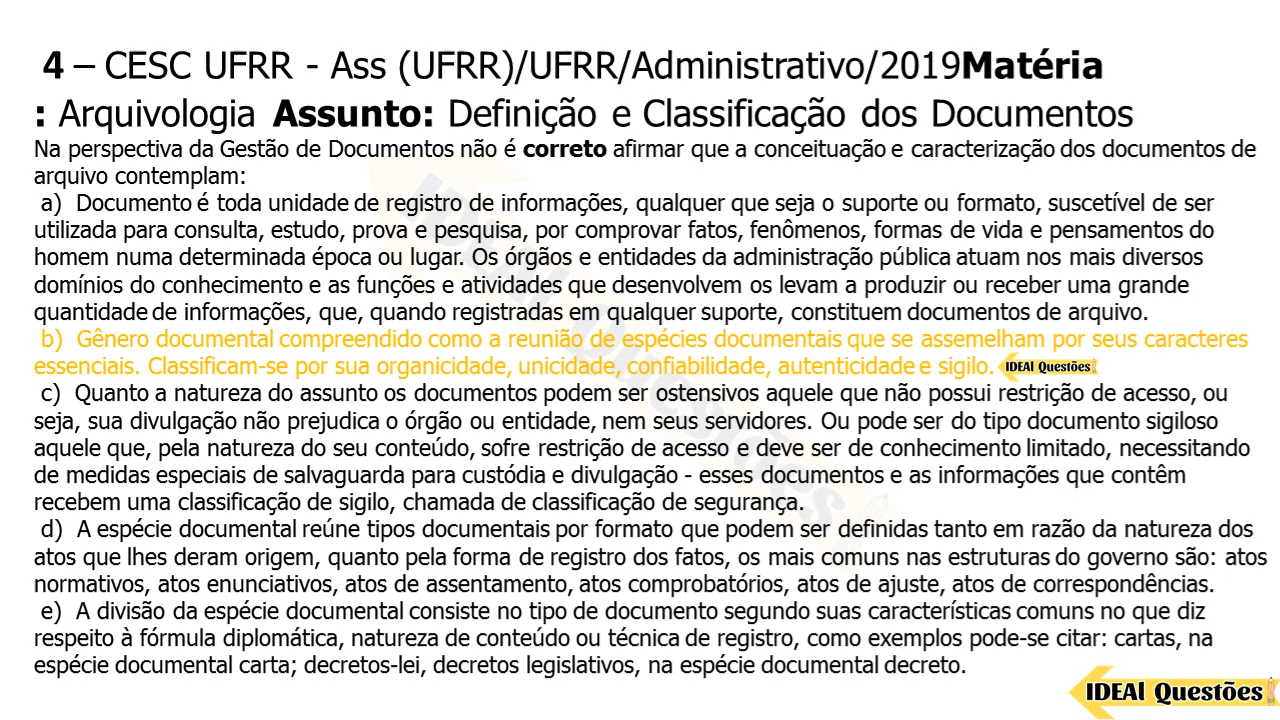 4 – CESC UFRR - Ass (UFRR)/UFRR/Administrativo/2019Matéria
: Arquivologia Assunto: Definição e Classificação dos Documentos
Na perspectiva da Gestão de Documentos não é correto afirmar que a conceituação e caracterização dos documentos de
arquivo contemplam:
a) Documento é toda unidade de registro de informações, qualquer que seja o suporte ou formato, suscetível de ser
utilizada para consulta, estudo, prova e pesquisa, por comprovar fatos, fenômenos, formas de vida e pensamentos do
homem numa determinada época ou lugar. Os órgãos e entidades da administração pública atuam nos mais diversos
domínios do conhecimento e as funções e atividades que desenvolvem os levam a produzir ou receber uma grande
quantidade de informações, que, quando registradas em qualquer suporte, constituem documentos de arquivo.
b) Gênero documental compreendido como a reunião de espécies documentais que se assemelham por seus caracteres
essenciais. Classificam-se por sua organicidade, unicidade, confiabilidade, autenticidade e sigilo. IDEAl Questões
c) Quanto a natureza do assunto os documentos podem ser ostensivos aquele que não possui restrição de acesso, ou
seja, sua divulgação não prejudica o órgão ou entidade, nem seus servidores. Ou pode ser do tipo documento sigiloso
aquele que, pela natureza do seu conteúdo, sofre restrição de acesso e deve ser de conhecimento limitado, necessitando
de medidas especiais de salvaguarda para custódia e divulgação - esses documentos e as informações que contêm
recebem uma classificação de sigilo, chamada de classificação de segurança.
d) A espécie documental reúne tipos documentais por formato que podem ser definidas tanto em razão da natureza dos
atos que lhes deram origem, quanto pela forma de registro dos fatos, os mais comuns nas estruturas do governo são: atos
normativos, atos enunciativos, atos de assentamento, atos comprobatórios, atos de ajuste, atos de correspondências.
e) A divisão da espécie documental consiste no tipo de documento segundo suas características comuns no que diz
respeito à fórmula diplomática, natureza de conteúdo ou técnica de registro, como exemplos pode-se citar: cartas, na
espécie documental carta; decretos-lei, decretos legislativos, na espécie documental decreto.
IDEAl Questões
IDEAl Questões